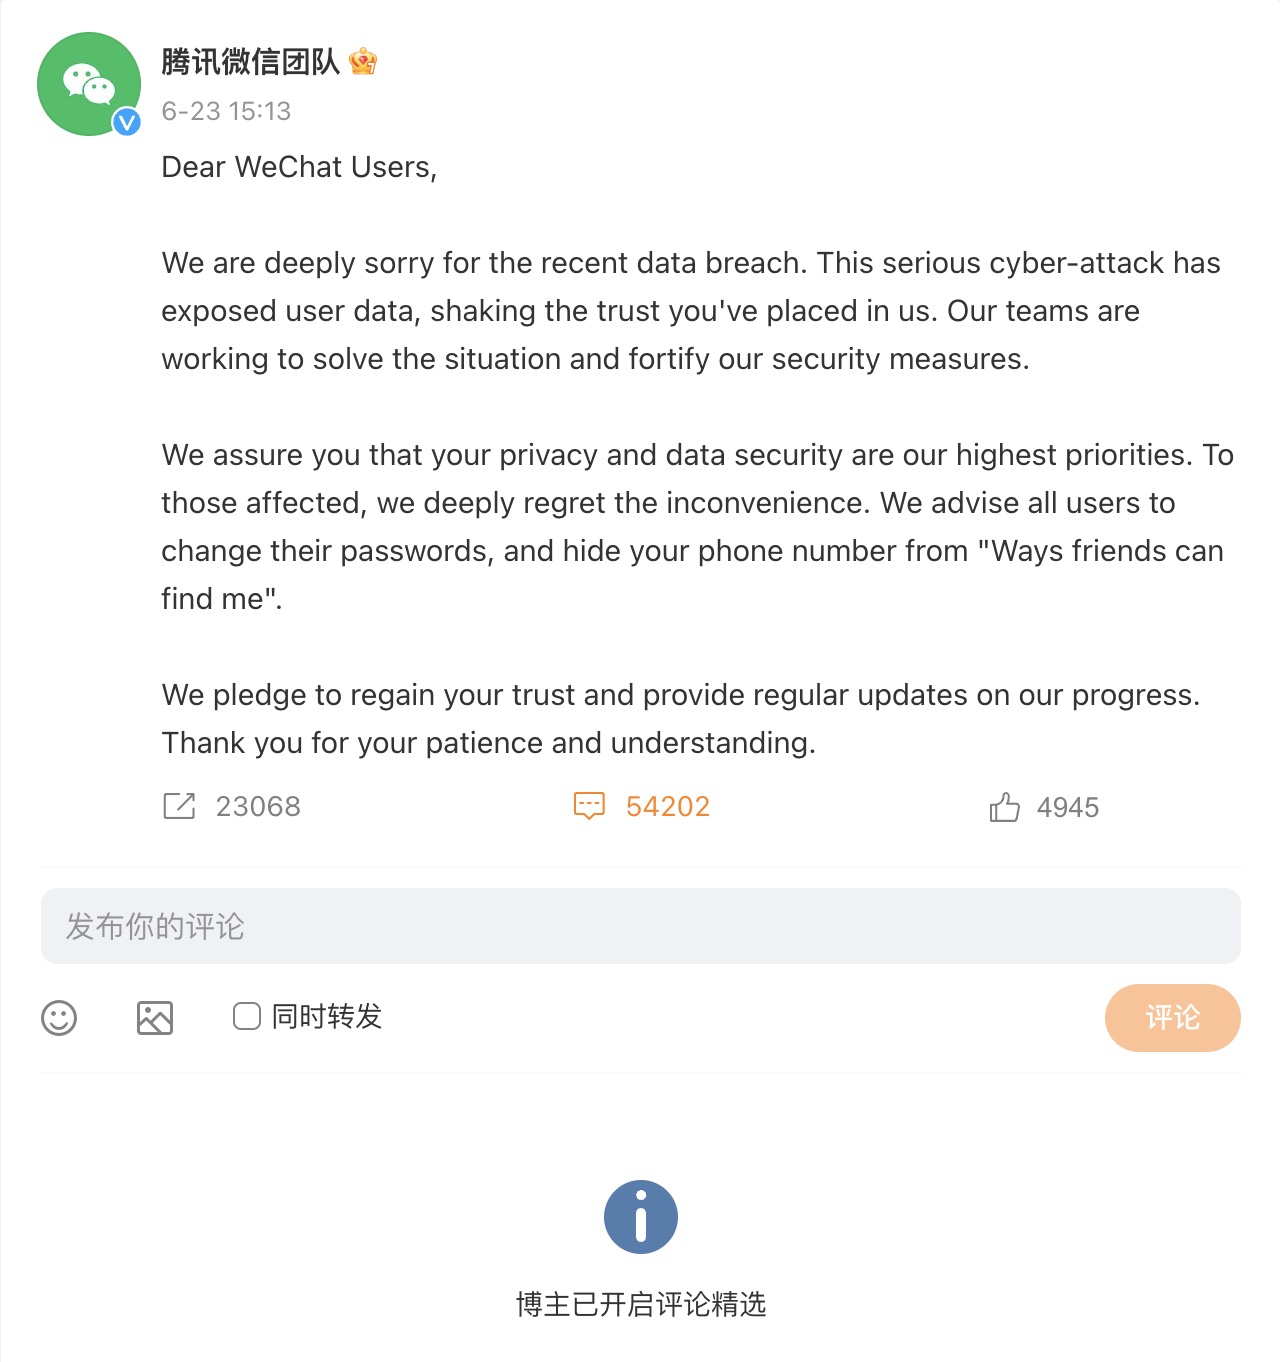 腾讯微信团队
6-23 15:13
Dear WeChat Users,
We are deeply sorry for the recent data breach. This serious cyber-attack has
exposed user data, shaking the trust you've placed in us. Our teams are
working to solve the situation and fortify our security measures.
We assure you that your privacy and data security are our highest priorities. To
those affected, we deeply regret the inconvenience. We advise all users to
change their passwords, and hide your phone number from "Ways friends can
find me".
We pledge to regain your trust and provide regular updates on our progress.
Thank you for your patience and understanding.
23068 54202 4945
发布你的评论
同时转发 评论
博主已开启评论精选